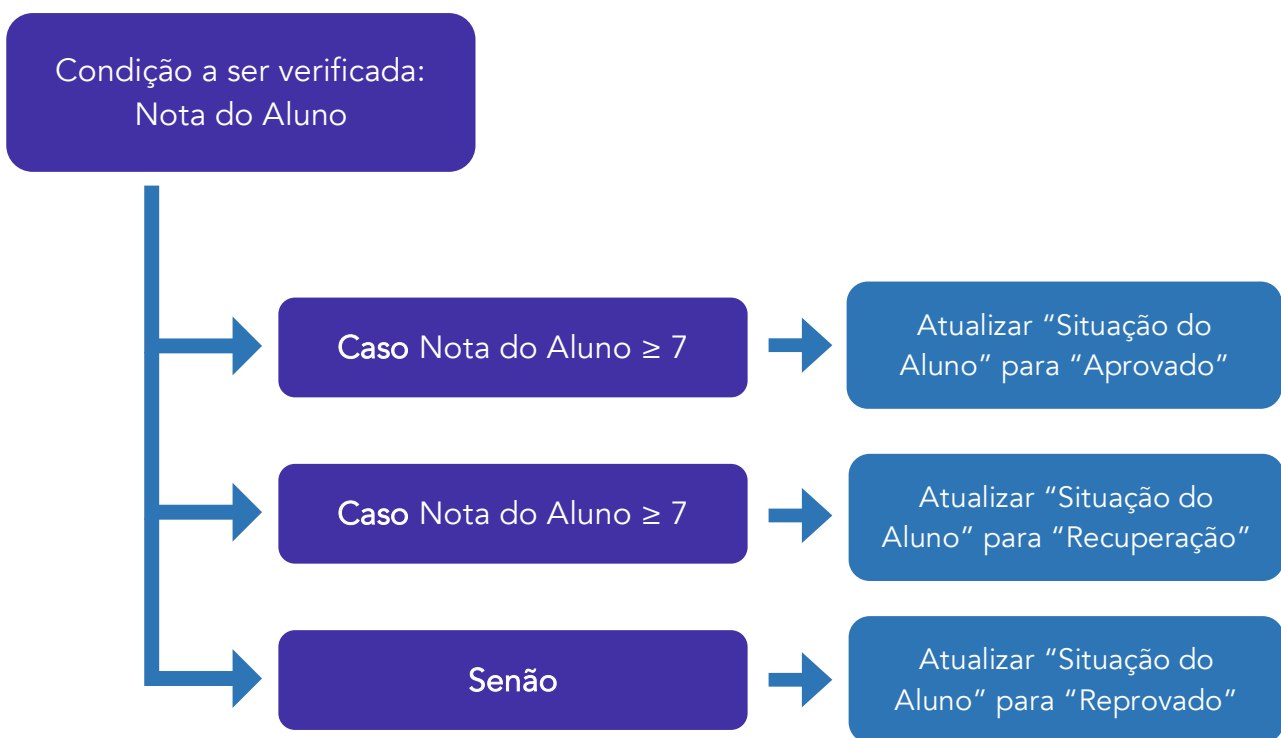 Condição a ser verificada:
Nota do Aluno
Caso Nota do Aluno ≥ 7
Atualizar “Situação do
Aluno” para “Aprovado”
Caso Nota do Aluno ≥ 7
Atualizar “Situação do
Aluno” para “Recuperação”
Senão
Atualizar “Situação do
Aluno” para “Reprovado”